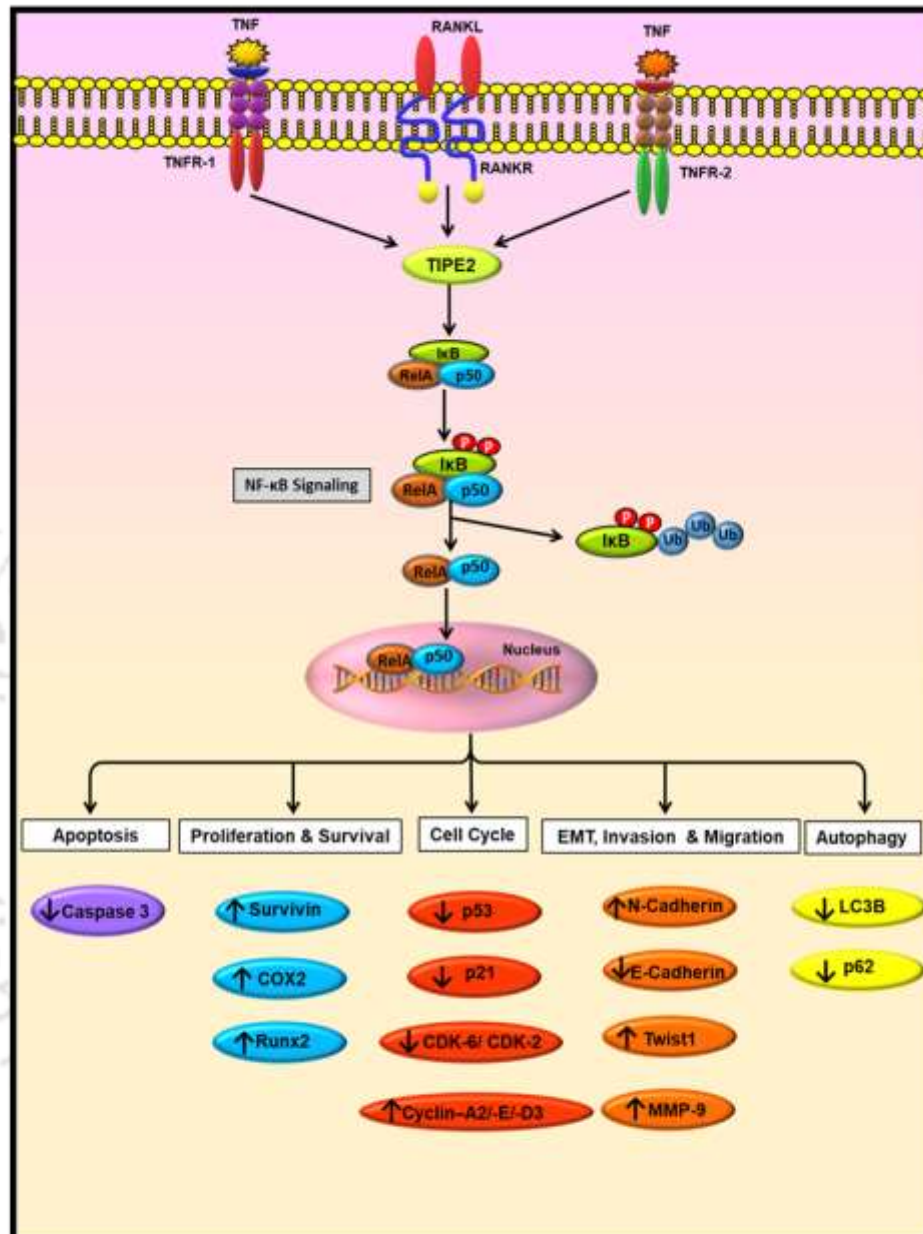 TNF
RANKL
TNF
TNFR-1
RANKR
TNFR-2
TIPE2
IκB
RelA
p50
P
P
IκB
NF-κB Signaling
RelA
p50
P
P
IκB
Ub
Ub
Ub
RelA
p50
Nucleus
RelA
p50
Apoptosis
Proliferation & Survival
Cell Cycle
EMT, Invasion & Migration
Autophagy
↓ Caspase 3
↑ Survivin
↓ p53
↑ N-Cadherin
↓ LC3B
↑ COX2
↓ p21
↓ E-Cadherin
↓ p62
↑ Runx2
↓ CDK-6/ CDK-2
↑ Twist1
↑ Cyclin–A2/-E/-D3
↑ MMP-9